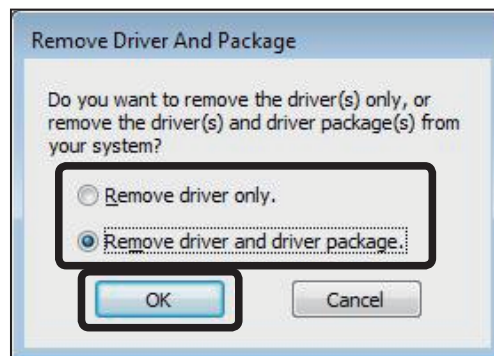 Remove Driver And Package
Do you want to remove the driver(s) only, or
remove the driver(s) and driver package(s) from
your system?
Remove driver only.
Remove driver and driver package.
OK
Cancel